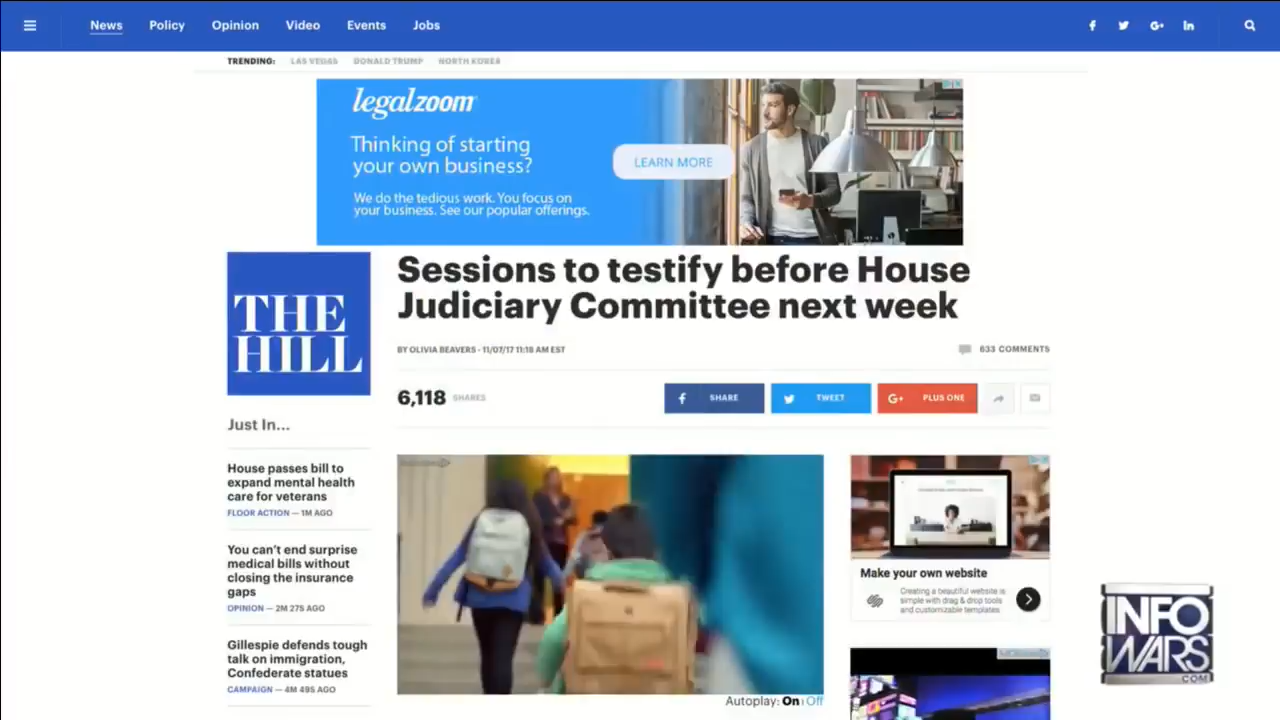 News Policy Opinion Video Events Jobs
TRENDING: LAS VEGAS DONALD TRUMP NORTH KOREA
legalzoom
Thinking of starting
your own business?
We do the tedious work. You focus on
your business. See our popular offerings.
LEARN MORE
THE
HILL
Sessions to testify before House
Judiciary Committee next week
BY OLIVIA BEAVERS - 11/07/17 11:18 AM EST
633 COMMENTS
6,118 SHARES
SHARE
TWEET
PLUS ONE
Just In...
House passes bill to
expand mental health
care for veterans
FLOOR ACTION — 1M AGO
You can't end surprise
medical bills without
closing the insurance
gaps
OPINION — 2M 27S AGO
Gillespie defends tough
talk on immigration,
Confederate statues
CAMPAIGN — 4M 49S AGO
Autoplay: On | Off
Make your own website
Creating a beautiful website is
simple with drag & drop tools
and customizable templates
INFO
WARS
.COM